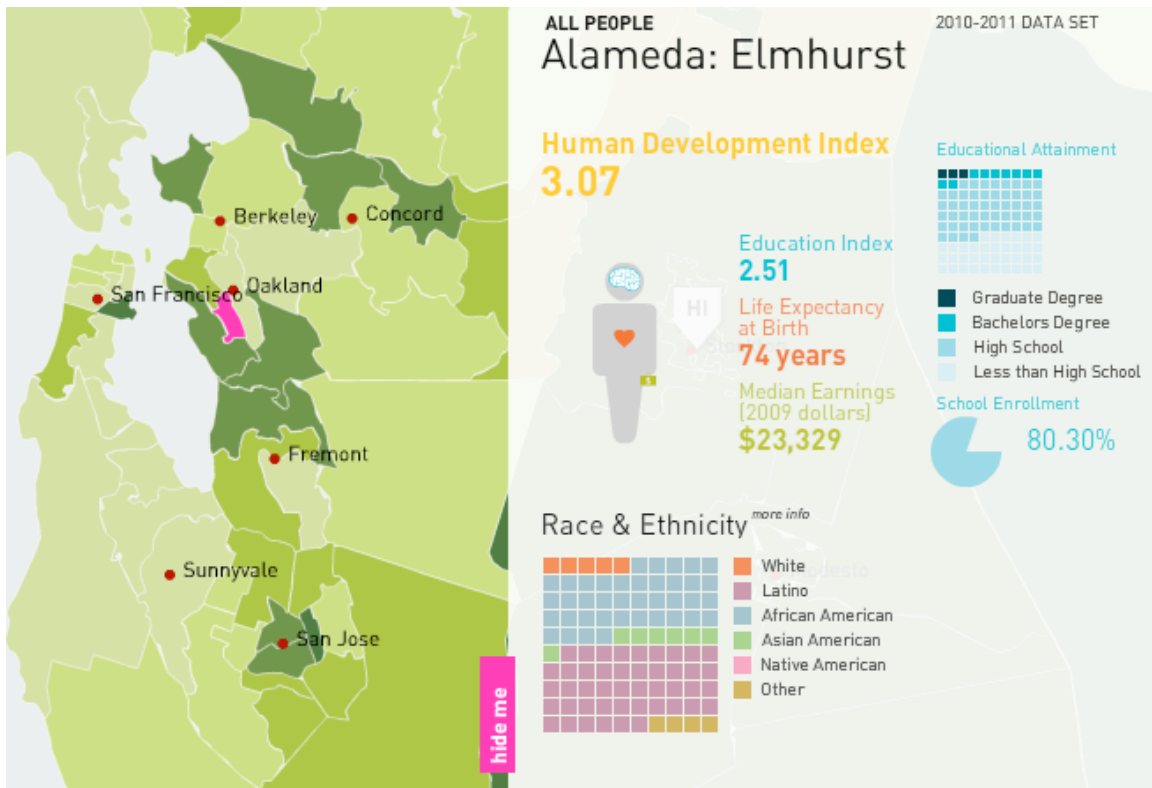 ALL PEOPLE
Alameda: Elmhurst
2010-2011 DATA SET
Human Development Index
3.07
Educational Attainment
Graduate Degree
Bachelors Degree
High School
Less than High School
School Enrollment
80.30%
Education Index
2.51
Life Expectancy
at Birth
74 years
Median Earnings
(2009 dollars)
$23,329
HI
$
Race & Ethnicity more info
White
Latino
African American
Asian American
Native American
Other
hide me
Berkeley
Concord
Oakland
San Francisco
Fremont
Sunnyvale
San Jose
Stockton
Modesto